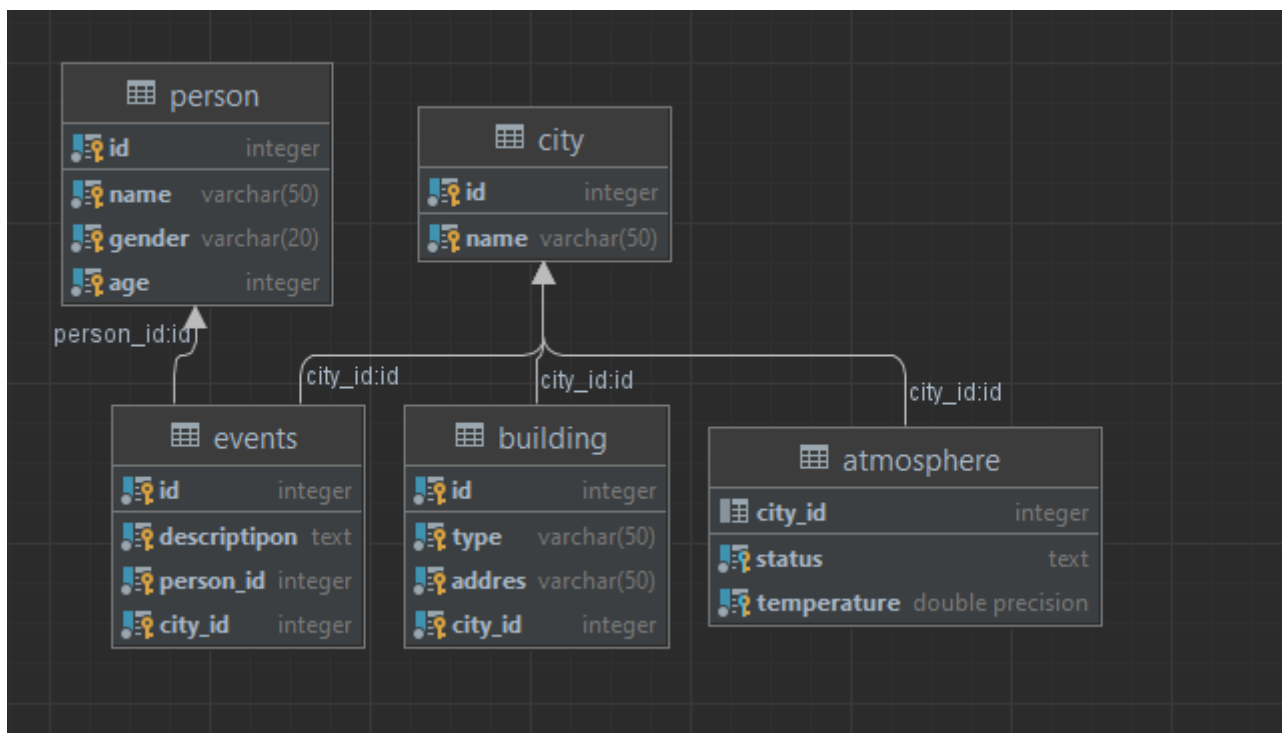 person
id integer
name varchar(50)
gender varchar(20)
age integer
city
id integer
name varchar(50)
person_id:id
city_id:id
city_id:id
city_id:id
events
id integer
descriptipon text
person_id integer
city_id integer
building
id integer
type varchar(50)
addres varchar(50)
city_id integer
atmosphere
city_id integer
status text
temperature double precision